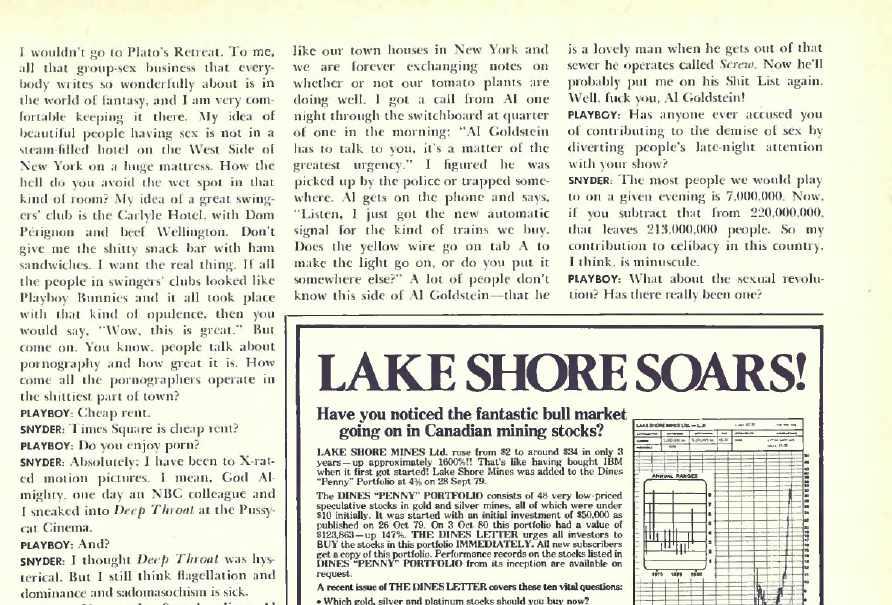 I wouldn't go to Plato's Retreat. To me,
all that group-sex business that every-
body writes so wonderfully about is in
the world of fantasy, and I am very com-
fortable keeping it there. My idea of
beautiful people having sex is not in a
steam-filled hotel on the West Side of
New York on a huge mattress. How the
hell do you avoid the wet spot in that
kind of room? My idea of a great swing-
ers' club is the Carlyle Hotel, with Dom
Pérignon and beef Wellington. Don't
give me the shitty snack bar with ham
sandwiches. I want the real thing. If all
the people in swingers' clubs looked like
Playboy Bunnies and it all took place
with that kind of opulence, then you
would say, "Wow, this is great." But
come on. You know, people talk about
pornography and how great it is. How
come all the pornographers operate in
the shittiest part of town?
PLAYBOY: Cheap rent.
SNYDER: Times Square is cheap rent?
PLAYBOY: Do you enjoy porn?
SNYDER: Absolutely; I have been to X-rat-
ed motion pictures. I mean, God Al-
mighty, one day an NBC colleague and
I sneaked into Deep Throat at the Pussy-
cat Cinema.
PLAYBOY: And?
SNYDER: I thought Deep Throat was hys-
terical. But I still think flagellation and
dominance and sadomasochism is sick.
like our town houses in New York and
we are forever exchanging notes on
whether or not our tomato plants are
doing well. I got a call from Al one
night through the switchboard at quarter
of one in the morning: "Al Goldstein
has to talk to you, it's a matter of the
greatest urgency." I figured he was
picked up by the police or trapped some-
where. Al gets on the phone and says,
"Listen, I just got the new automatic
signal for the kind of trains we buy.
Does the yellow wire go on tab A to
make the light go on, or do you put it
somewhere else?" A lot of people don't
know this side of Al Goldstein—that he
is a lovely man when he gets out of that
sewer he operates called Screw. Now he'll
probably put me on his Shit List again.
Well, fuck you, Al Goldstein!
PLAYBOY: Has anyone ever accused you
of contributing to the demise of sex by
diverting people's late-night attention
with your show?
SNYDER: The most people we would play
to on a given evening is 7,000,000. Now,
if you subtract that from 220,000,000,
that leaves 213,000,000 people. So my
contribution to celibacy in this country,
I think, is minuscule.
PLAYBOY: What about the sexual revolu-
tion? Has there really been one?
LAKE SHORE SOARS!
Have you noticed the fantastic bull market
going on in Canadian mining stocks?
LAKE SHORE MINES Ltd. rose from $2 to around $34 in only 3
years—up approximately 1600%!! That's like having bought IBM
when it first got started! Lake Shore Mines was added to the Dines
"Penny" Portfolio at 4⅜ on 28 Sept 79.
The DINES "PENNY" PORTFOLIO consists of 48 very low-priced
speculative stocks in gold and silver mines, all of which were under
$10 initially. It was started with an initial investment of $50,000 as
published on 26 Oct 79. On 3 Oct 80 this portfolio had a value of
$123,863—up 147%. THE DINES LETTER urges all investors to
BUY the stocks in this portfolio IMMEDIATELY. All new subscribers
get a copy of this portfolio. Performance records on the stocks listed in
DINES "PENNY" PORTFOLIO from its inception are available on
request.
A recent issue of THE DINES LETTER covers these ten vital questions:
• Which gold, silver and platinum stocks should you buy now?
LAKE SHORE MINES LTD.
ANNUAL RANGES